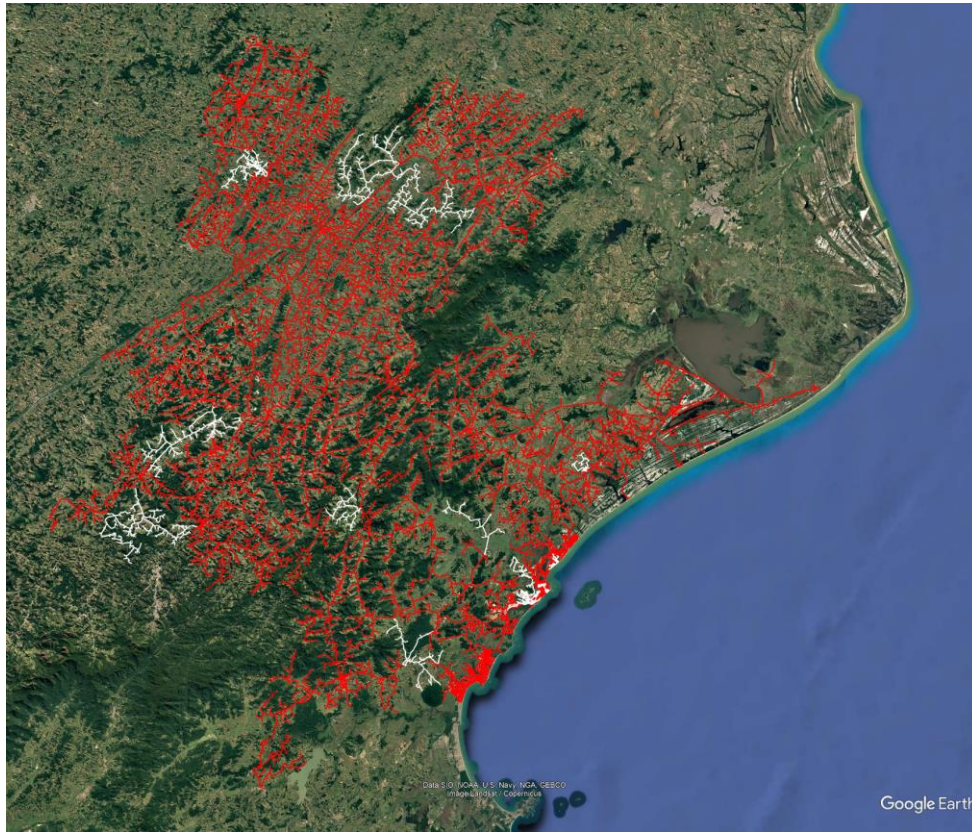 Data SIO, NOAA, U.S. Navy, NGA, GEBCO
Image Landsat / Copernicus
Google Earth